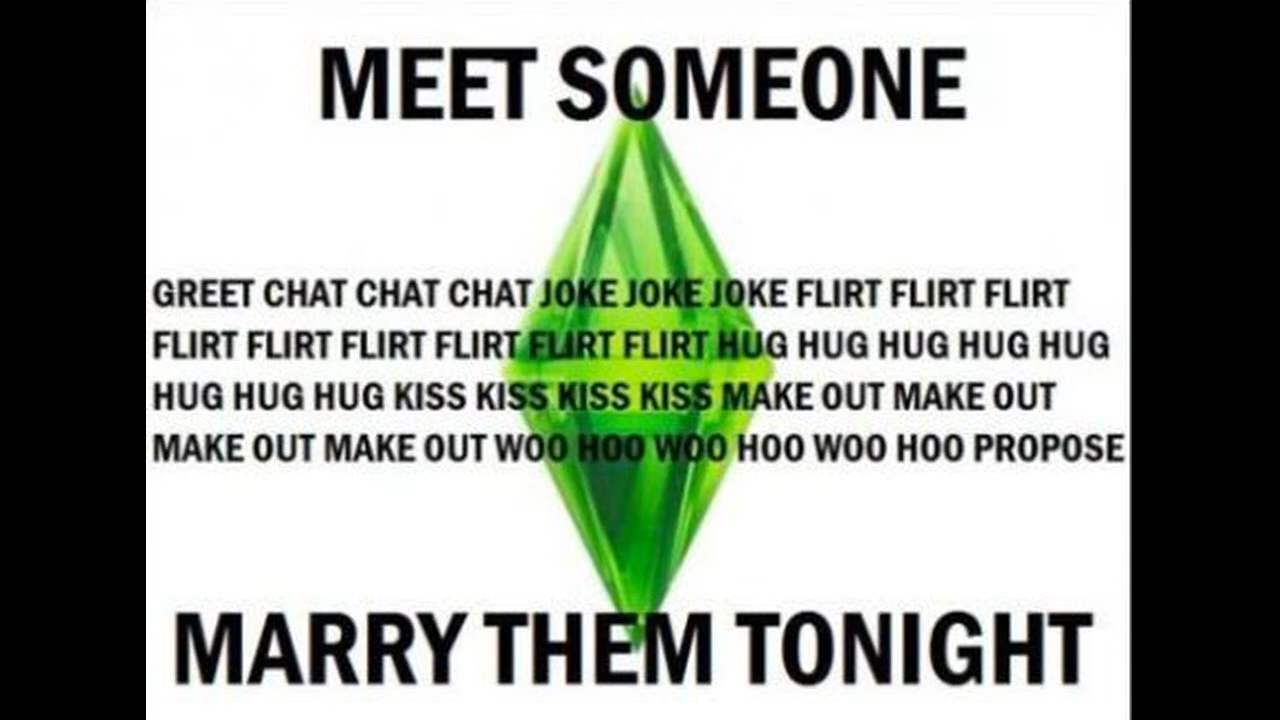 MEET SOMEONE
GREET CHAT CHAT CHAT JOKE JOKE JOKE FLIRT FLIRT FLIRT
FLIRT FLIRT FLIRT FLIRT FLIRT FLIRT HUG HUG HUG HUG HUG
HUG HUG HUG KISS KISS KISS KISS MAKE OUT MAKE OUT
MAKE OUT MAKE OUT WOO HOO WOO HOO WOO HOO PROPOSE
MARRY THEM TONIGHT